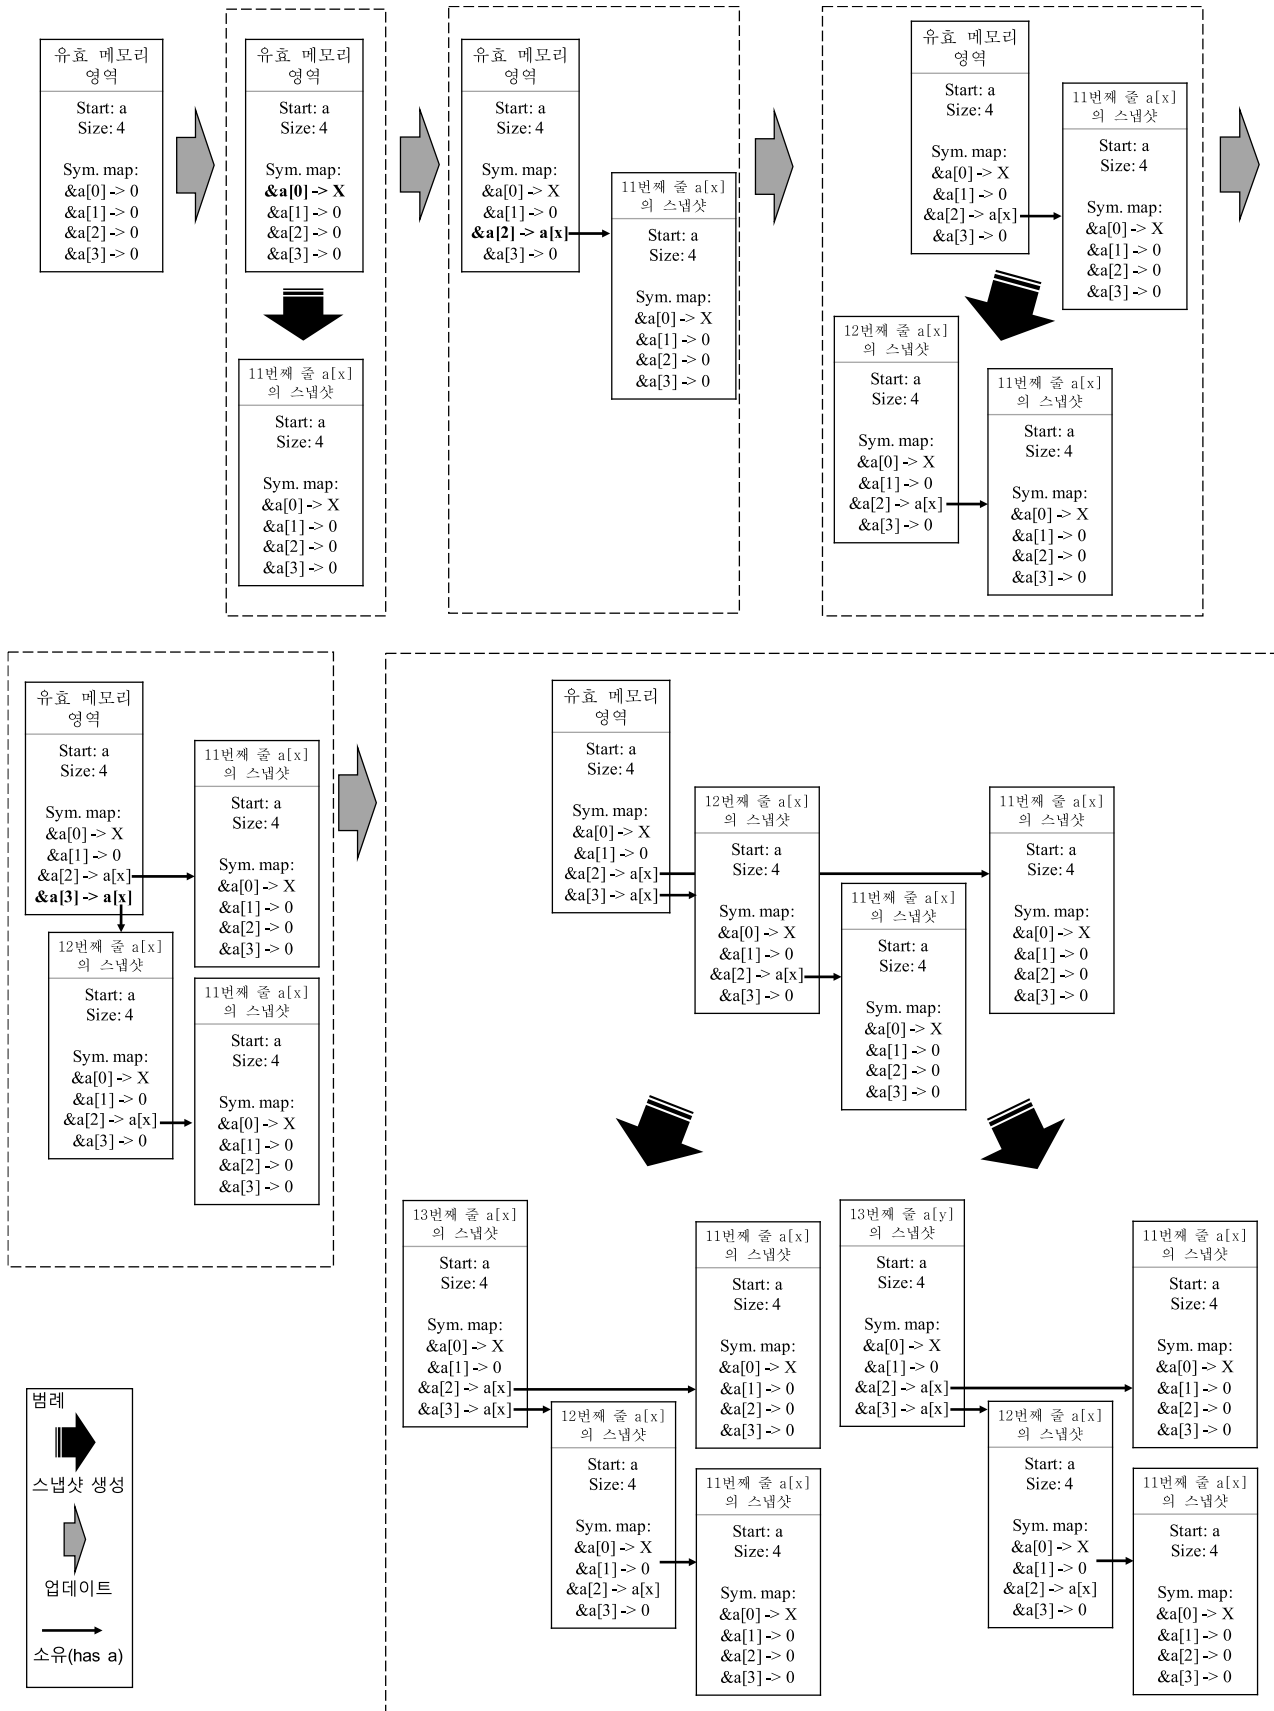 유효 메모리
영역
Start: a
Size: 4
Sym. map:
&a[0] -> 0
&a[1] -> 0
&a[2] -> 0
&a[3] -> 0
유효 메모리
영역
Start: a
Size: 4
Sym. map:
&a[0] -> X
&a[1] -> 0
&a[2] -> 0
&a[3] -> 0
11번째 줄 a[x]
의 스냅샷
Start: a
Size: 4
Sym. map:
&a[0] -> X
&a[1] -> 0
&a[2] -> 0
&a[3] -> 0
유효 메모리
영역
Start: a
Size: 4
Sym. map:
&a[0] -> X
&a[1] -> 0
&a[2] -> a[x]
&a[3] -> 0
11번째 줄 a[x]
의 스냅샷
Start: a
Size: 4
Sym. map:
&a[0] -> X
&a[1] -> 0
&a[2] -> 0
&a[3] -> 0
유효 메모리
영역
Start: a
Size: 4
Sym. map:
&a[0] -> X
&a[1] -> 0
&a[2] -> a[x]
&a[3] -> 0
11번째 줄 a[x]
의 스냅샷
Start: a
Size: 4
Sym. map:
&a[0] -> X
&a[1] -> 0
&a[2] -> 0
&a[3] -> 0
12번째 줄 a[x]
의 스냅샷
Start: a
Size: 4
Sym. map:
&a[0] -> X
&a[1] -> 0
&a[2] -> a[x]
&a[3] -> 0
11번째 줄 a[x]
의 스냅샷
Start: a
Size: 4
Sym. map:
&a[0] -> X
&a[1] -> 0
&a[2] -> 0
&a[3] -> 0
유효 메모리
영역
Start: a
Size: 4
Sym. map:
&a[0] -> X
&a[1] -> 0
&a[2] -> a[x]
&a[3] -> a[x]
11번째 줄 a[x]
의 스냅샷
Start: a
Size: 4
Sym. map:
&a[0] -> X
&a[1] -> 0
&a[2] -> 0
&a[3] -> 0
12번째 줄 a[x]
의 스냅샷
Start: a
Size: 4
Sym. map:
&a[0] -> X
&a[1] -> 0
&a[2] -> a[x]
&a[3] -> 0
11번째 줄 a[x]
의 스냅샷
Start: a
Size: 4
Sym. map:
&a[0] -> X
&a[1] -> 0
&a[2] -> 0
&a[3] -> 0
유효 메모리
영역
Start: a
Size: 4
Sym. map:
&a[0] -> X
&a[1] -> 0
&a[2] -> a[x]
&a[3] -> a[x]
12번째 줄 a[x]
의 스냅샷
Start: a
Size: 4
Sym. map:
&a[0] -> X
&a[1] -> 0
&a[2] -> a[x]
&a[3] -> 0
11번째 줄 a[x]
의 스냅샷
Start: a
Size: 4
Sym. map:
&a[0] -> X
&a[1] -> 0
&a[2] -> 0
&a[3] -> 0
11번째 줄 a[x]
의 스냅샷
Start: a
Size: 4
Sym. map:
&a[0] -> X
&a[1] -> 0
&a[2] -> 0
&a[3] -> 0
13번째 줄 a[x]
의 스냅샷
Start: a
Size: 4
Sym. map:
&a[0] -> X
&a[1] -> 0
&a[2] -> a[x]
&a[3] -> a[x]
11번째 줄 a[x]
의 스냅샷
Start: a
Size: 4
Sym. map:
&a[0] -> X
&a[1] -> 0
&a[2] -> 0
&a[3] -> 0
12번째 줄 a[x]
의 스냅샷
Start: a
Size: 4
Sym. map:
&a[0] -> X
&a[1] -> 0
&a[2] -> a[x]
&a[3] -> 0
11번째 줄 a[x]
의 스냅샷
Start: a
Size: 4
Sym. map:
&a[0] -> X
&a[1] -> 0
&a[2] -> 0
&a[3] -> 0
13번째 줄 a[y]
의 스냅샷
Start: a
Size: 4
Sym. map:
&a[0] -> X
&a[1] -> 0
&a[2] -> a[x]
&a[3] -> a[x]
11번째 줄 a[x]
의 스냅샷
Start: a
Size: 4
Sym. map:
&a[0] -> X
&a[1] -> 0
&a[2] -> 0
&a[3] -> 0
12번째 줄 a[x]
의 스냅샷
Start: a
Size: 4
Sym. map:
&a[0] -> X
&a[1] -> 0
&a[2] -> a[x]
&a[3] -> 0
11번째 줄 a[x]
의 스냅샷
Start: a
Size: 4
Sym. map:
&a[0] -> X
&a[1] -> 0
&a[2] -> 0
&a[3] -> 0
범례
스냅샷 생성
업데이트
소유(has a)